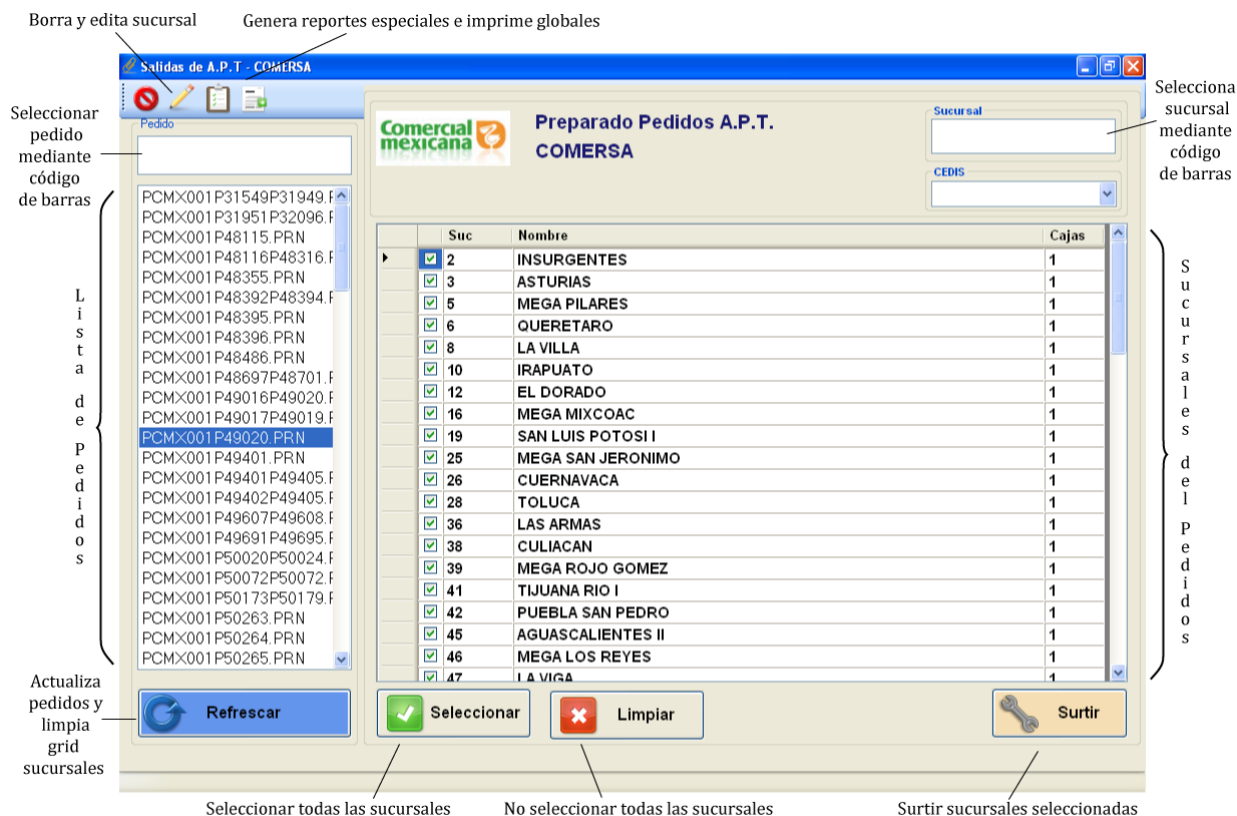 Borra y edita sucursal
Genera reportes especiales e imprime globales
Salidas de A.P.T - COMERSA
Seleccionar
pedido
mediante
código
de barras
Pedido
Comercial
mexicana
Preparado Pedidos A.P.T.
COMERSA
Sucursal
CEDIS
Selecciona
sucursal
mediante
código
de barras
Lista de Pedidos
PCMX001P31549P31949.F
PCMX001P31951P32096.F
PCMX001P48115.PRN
PCMX001P48116P48316.F
PCMX001P48355.PRN
PCMX001P48392P48394.F
PCMX001P48395.PRN
PCMX001P48396.PRN
PCMX001P48486.PRN
PCMX001P48697P48701.F
PCMX001P49016P49020.F
PCMX001P49017P49019.F
PCMX001P49020.PRN
PCMX001P49401.PRN
PCMX001P49401P49405.F
PCMX001P49402P49405.F
PCMX001P49607P49608.F
PCMX001P49691P49695.F
PCMX001P50020P50024.F
PCMX001P50072P50072.F
PCMX001P50173P50179.F
PCMX001P50263.PRN
PCMX001P50264.PRN
PCMX001P50265.PRN
Suc Nombre Cajas
2 INSURGENTES 1
3 ASTURIAS 1
5 MEGA PILARES 1
6 QUERETARO 1
8 LA VILLA 1
10 IRAPUATO 1
12 EL DORADO 1
16 MEGA MIXCOAC 1
19 SAN LUIS POTOSI I 1
25 MEGA SAN JERONIMO 1
26 CUERNAVACA 1
28 TOLUCA 1
36 LAS ARMAS 1
38 CULIACAN 1
39 MEGA ROJO GOMEZ 1
41 TIJUANA RIO I 1
42 PUEBLA SAN PEDRO 1
45 AGUASCALIENTES II 1
46 MEGA LOS REYES 1
47 LA VIGA 1
Sucursales del Pedidos
Actualiza
pedidos y
limpia
grid
sucursales
Refrescar
Seleccionar
Limpiar
Surtir
Seleccionar todas las sucursales
No seleccionar todas las sucursales
Surtir sucursales seleccionadas